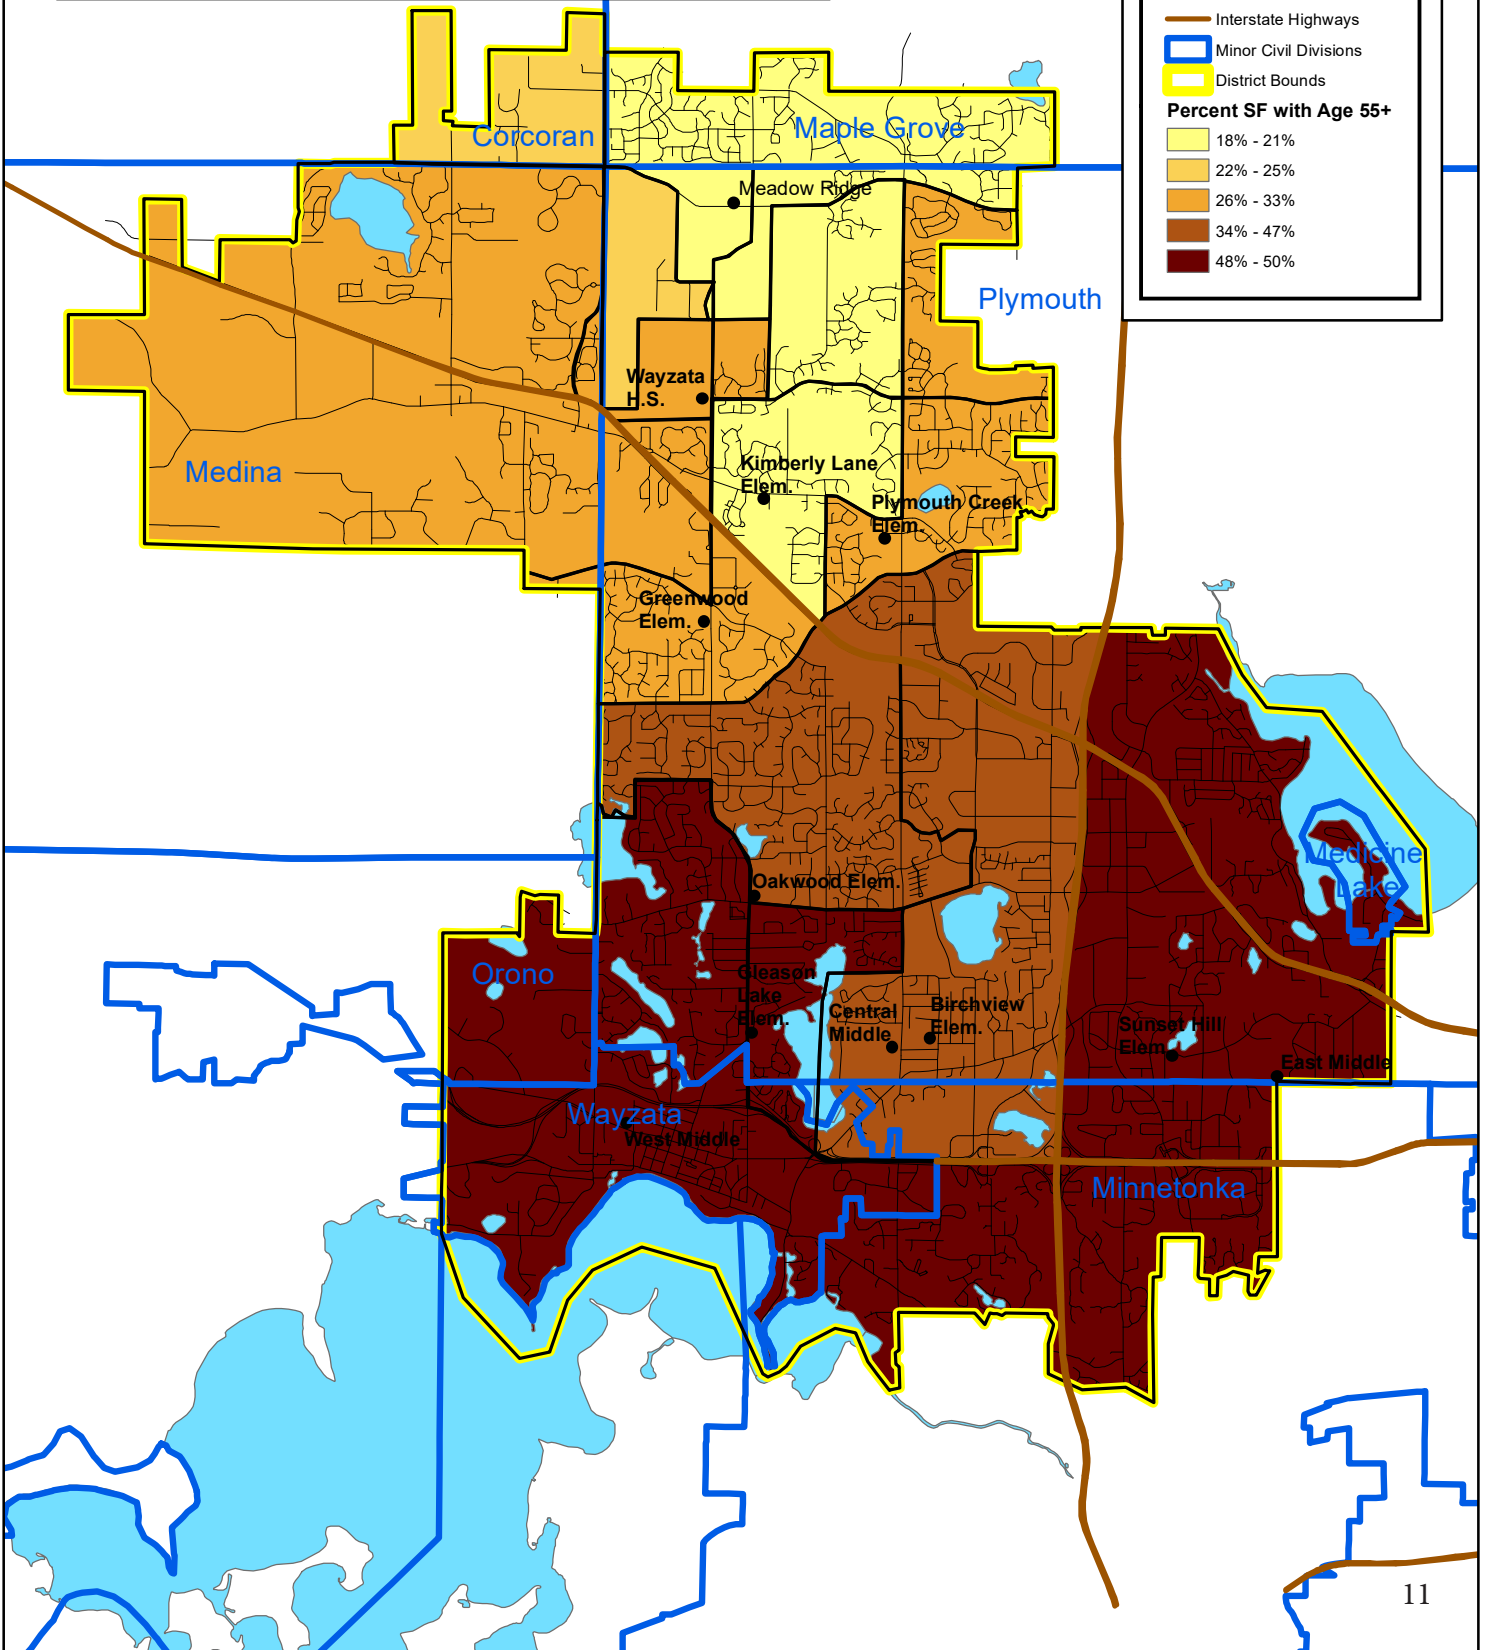 Interstate Highways
Minor Civil Divisions
District Bounds
Percent SF with Age 55+
18% - 21%
22% - 25%
26% - 33%
34% - 47%
48% - 50%
Corcoran
Maple Grove
Meadow Ridge
Plymouth
Wayzata
H.S.
Medina
Kimberly Lane
Elem.
Plymouth Creek
Elem.
Greenwood
Elem.
Medicine
Lake
Oakwood Elem.
Orono
Gleason
Lake
Elem.
Central
Middle
Birchview
Elem.
Sunset Hill
Elem.
East Middle
Wayzata
West Middle
Minnetonka
11